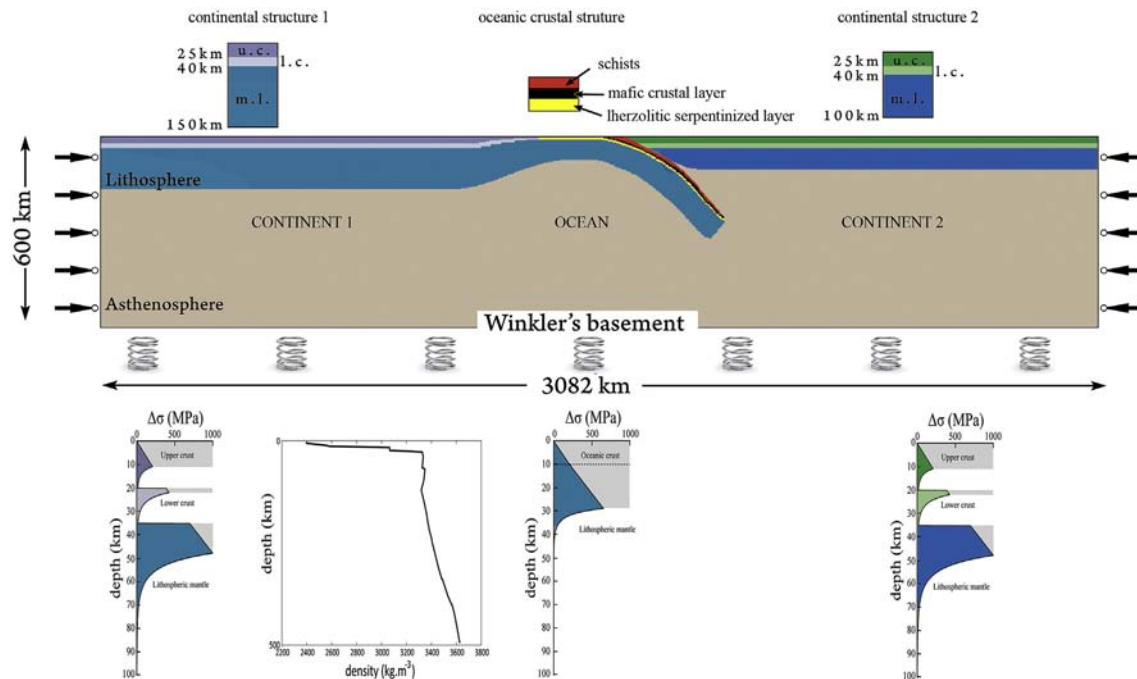 continental structure 1
oceanic crustal struture
continental structure 2
25km
40km
150km
u.c.
l.c.
m.l.
schists
mafic crustal layer
lherzolitic serpentinized layer
25km
40km
100km
u.c.
l.c.
m.l.
600 km
Lithosphere
CONTINENT 1
OCEAN
CONTINENT 2
Asthenosphere
Winkler's basement
3082 km
Δσ (MPa)
0 500 1000
depth (km)
0
10
20
30
40
50
60
70
80
90
100
Upper crust
Lower crust
Lithospheric mantle
depth (km)
0
500
2200 2400 2600 2800 3000 3200 3400 3600 3800
density (kg.m-3)
Δσ (MPa)
0 500 1000
depth (km)
0
10
20
30
40
50
60
70
80
90
100
Oceanic crust
Lithospheric mantle
Δσ (MPa)
0 500 1000
depth (km)
0
10
20
30
40
50
60
70
80
90
100
Upper crust
Lower crust
Lithospheric mantle